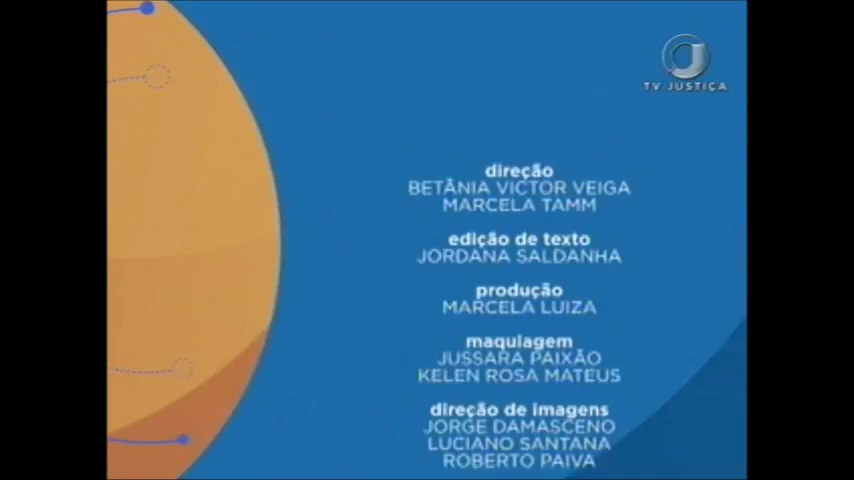 TV JUSTIÇA
direção
BETÂNIA VICTOR VEIGA
MARCELA TAMM
edição de texto
JORDANA SALDANHA
produção
MARCELA LUIZA
maquiagem
JUSSARA PAIXÃO
KELEN ROSA MATEUS
direção de imagens
JORGE DAMASCENO
LUCIANO SANTANA
ROBERTO PAIVA